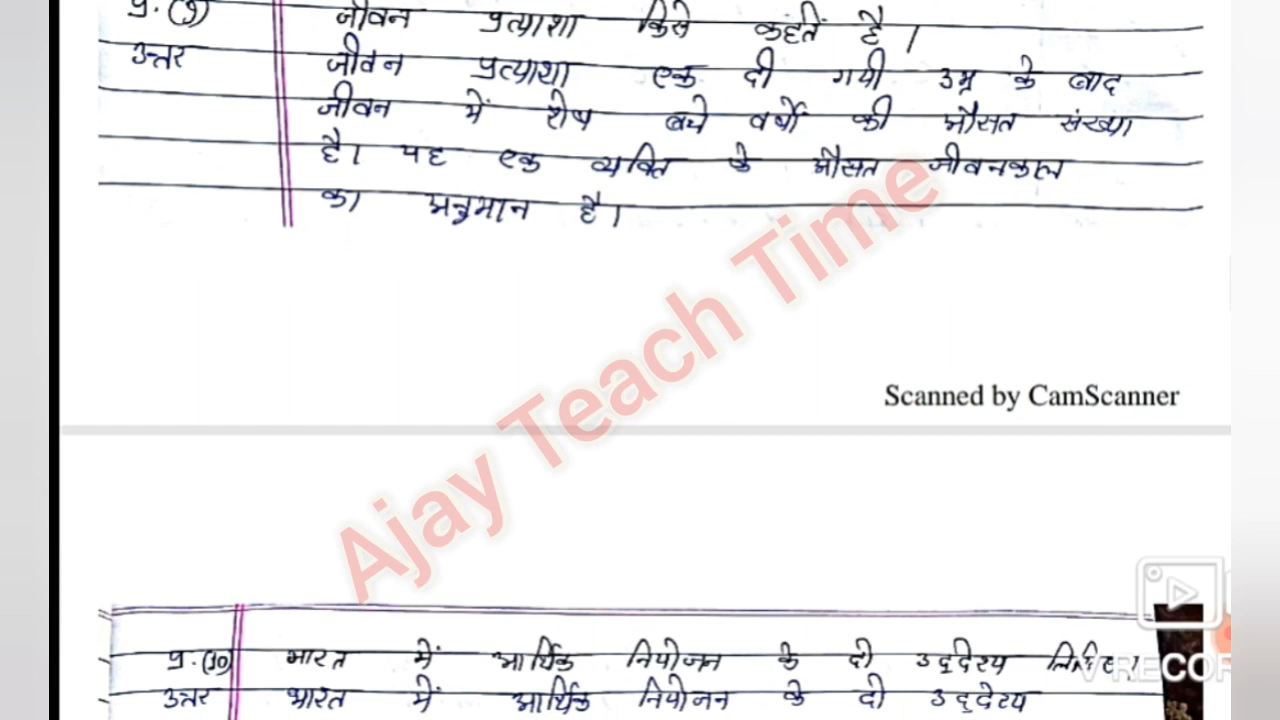 प्र.(9) जीवन प्रत्याशा किसे कहतें है।
उत्तर जीवन प्रत्याशा एक दी गयी उम्र के बाद
जीवन में शेष बचे वर्षो की औसत संख्या
है। यह एक व्यक्ति के औसत जीवनकाल
का अनुमान है।
Ajay Teach Time
Scanned by CamScanner
प्र.(10) भारत में आर्थिक नियोजन के दो उद्देश्य लिखिए।
V RECOR
उत्तर भारत में आर्थिक नियोजन के दो उद्देश्य